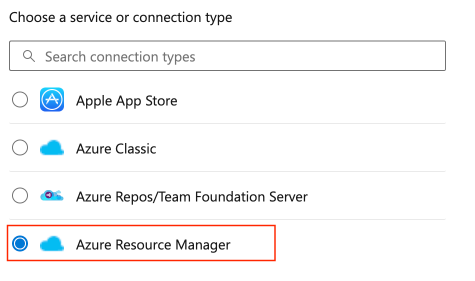 Choose a service or connection type
Search connection types
Apple App Store
Azure Classic
Azure Repos/Team Foundation Server
Azure Resource Manager